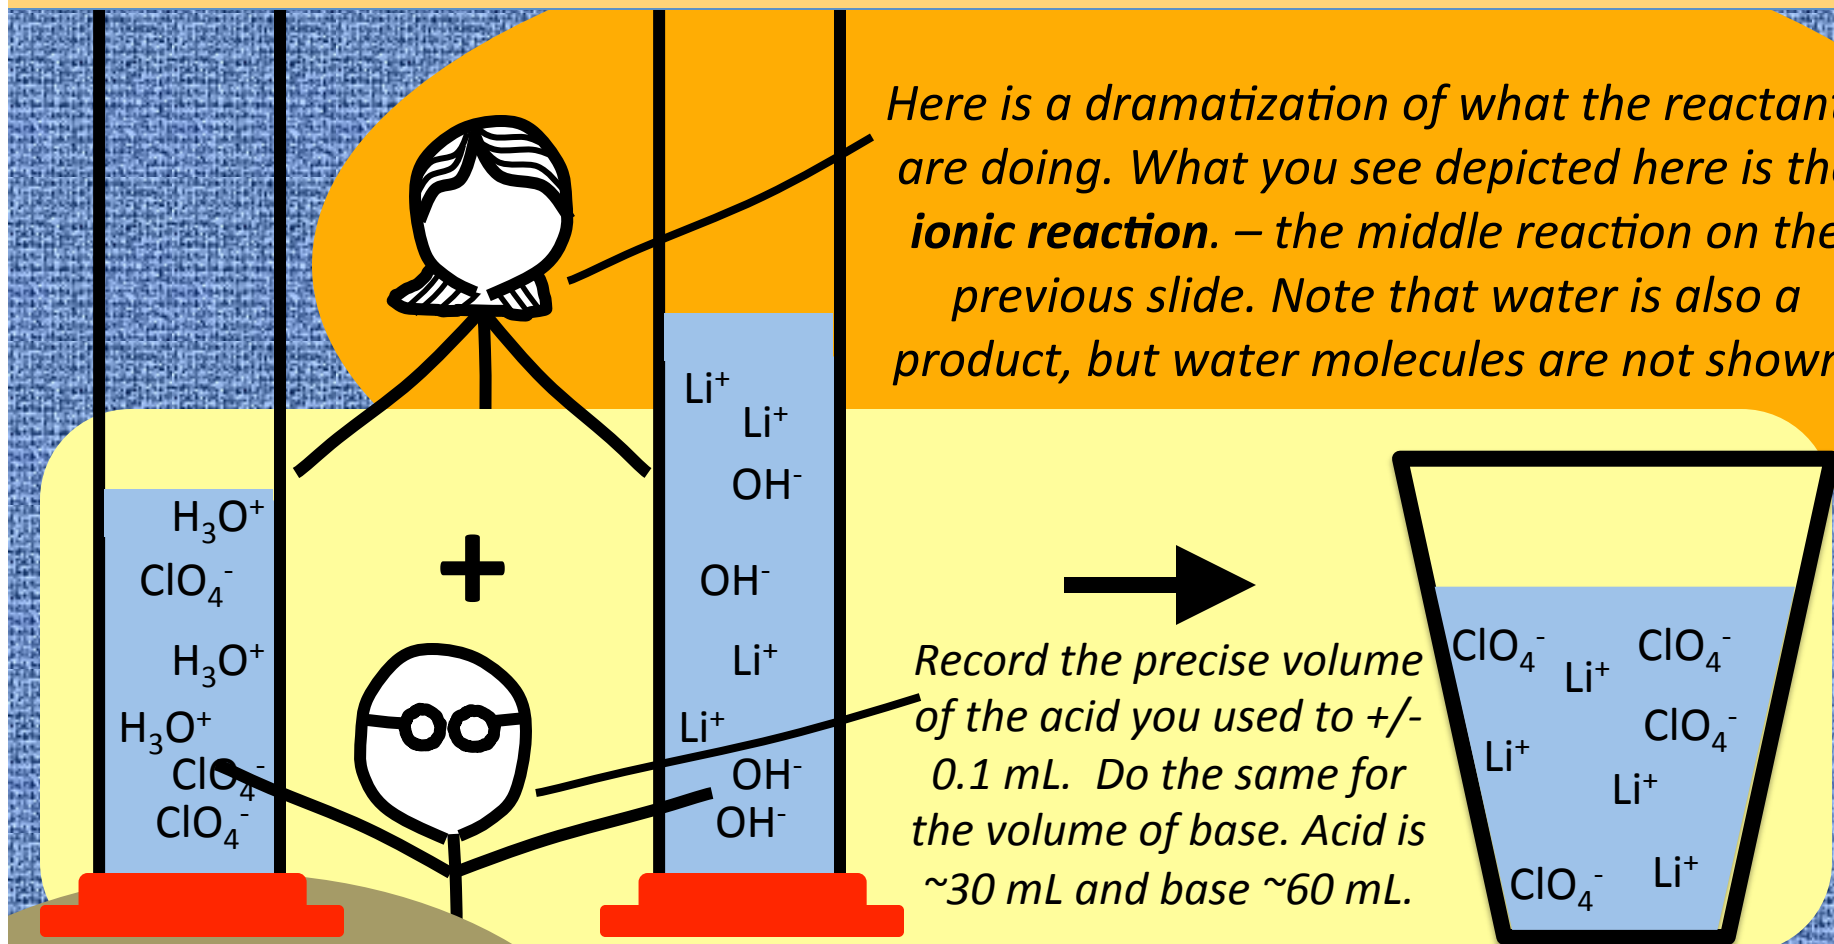 Here is a dramatization of what the reactant
are doing. What you see depicted here is the
ionic reaction. – the middle reaction on the
previous slide. Note that water is also a
product, but water molecules are not shown
H₃O⁺
ClO₄⁻
H₃O⁺
H₃O⁺
ClO₄⁻
ClO₄⁻
+
Li⁺
Li⁺
OH⁻
OH⁻
Li⁺
Li⁺
OH⁻
OH⁻
Record the precise volume
of the acid you used to +/-
0.1 mL. Do the same for
the volume of base. Acid is
~30 mL and base ~60 mL.
ClO₄⁻ Li⁺ ClO₄⁻
ClO₄⁻
Li⁺
Li⁺
ClO₄⁻ Li⁺